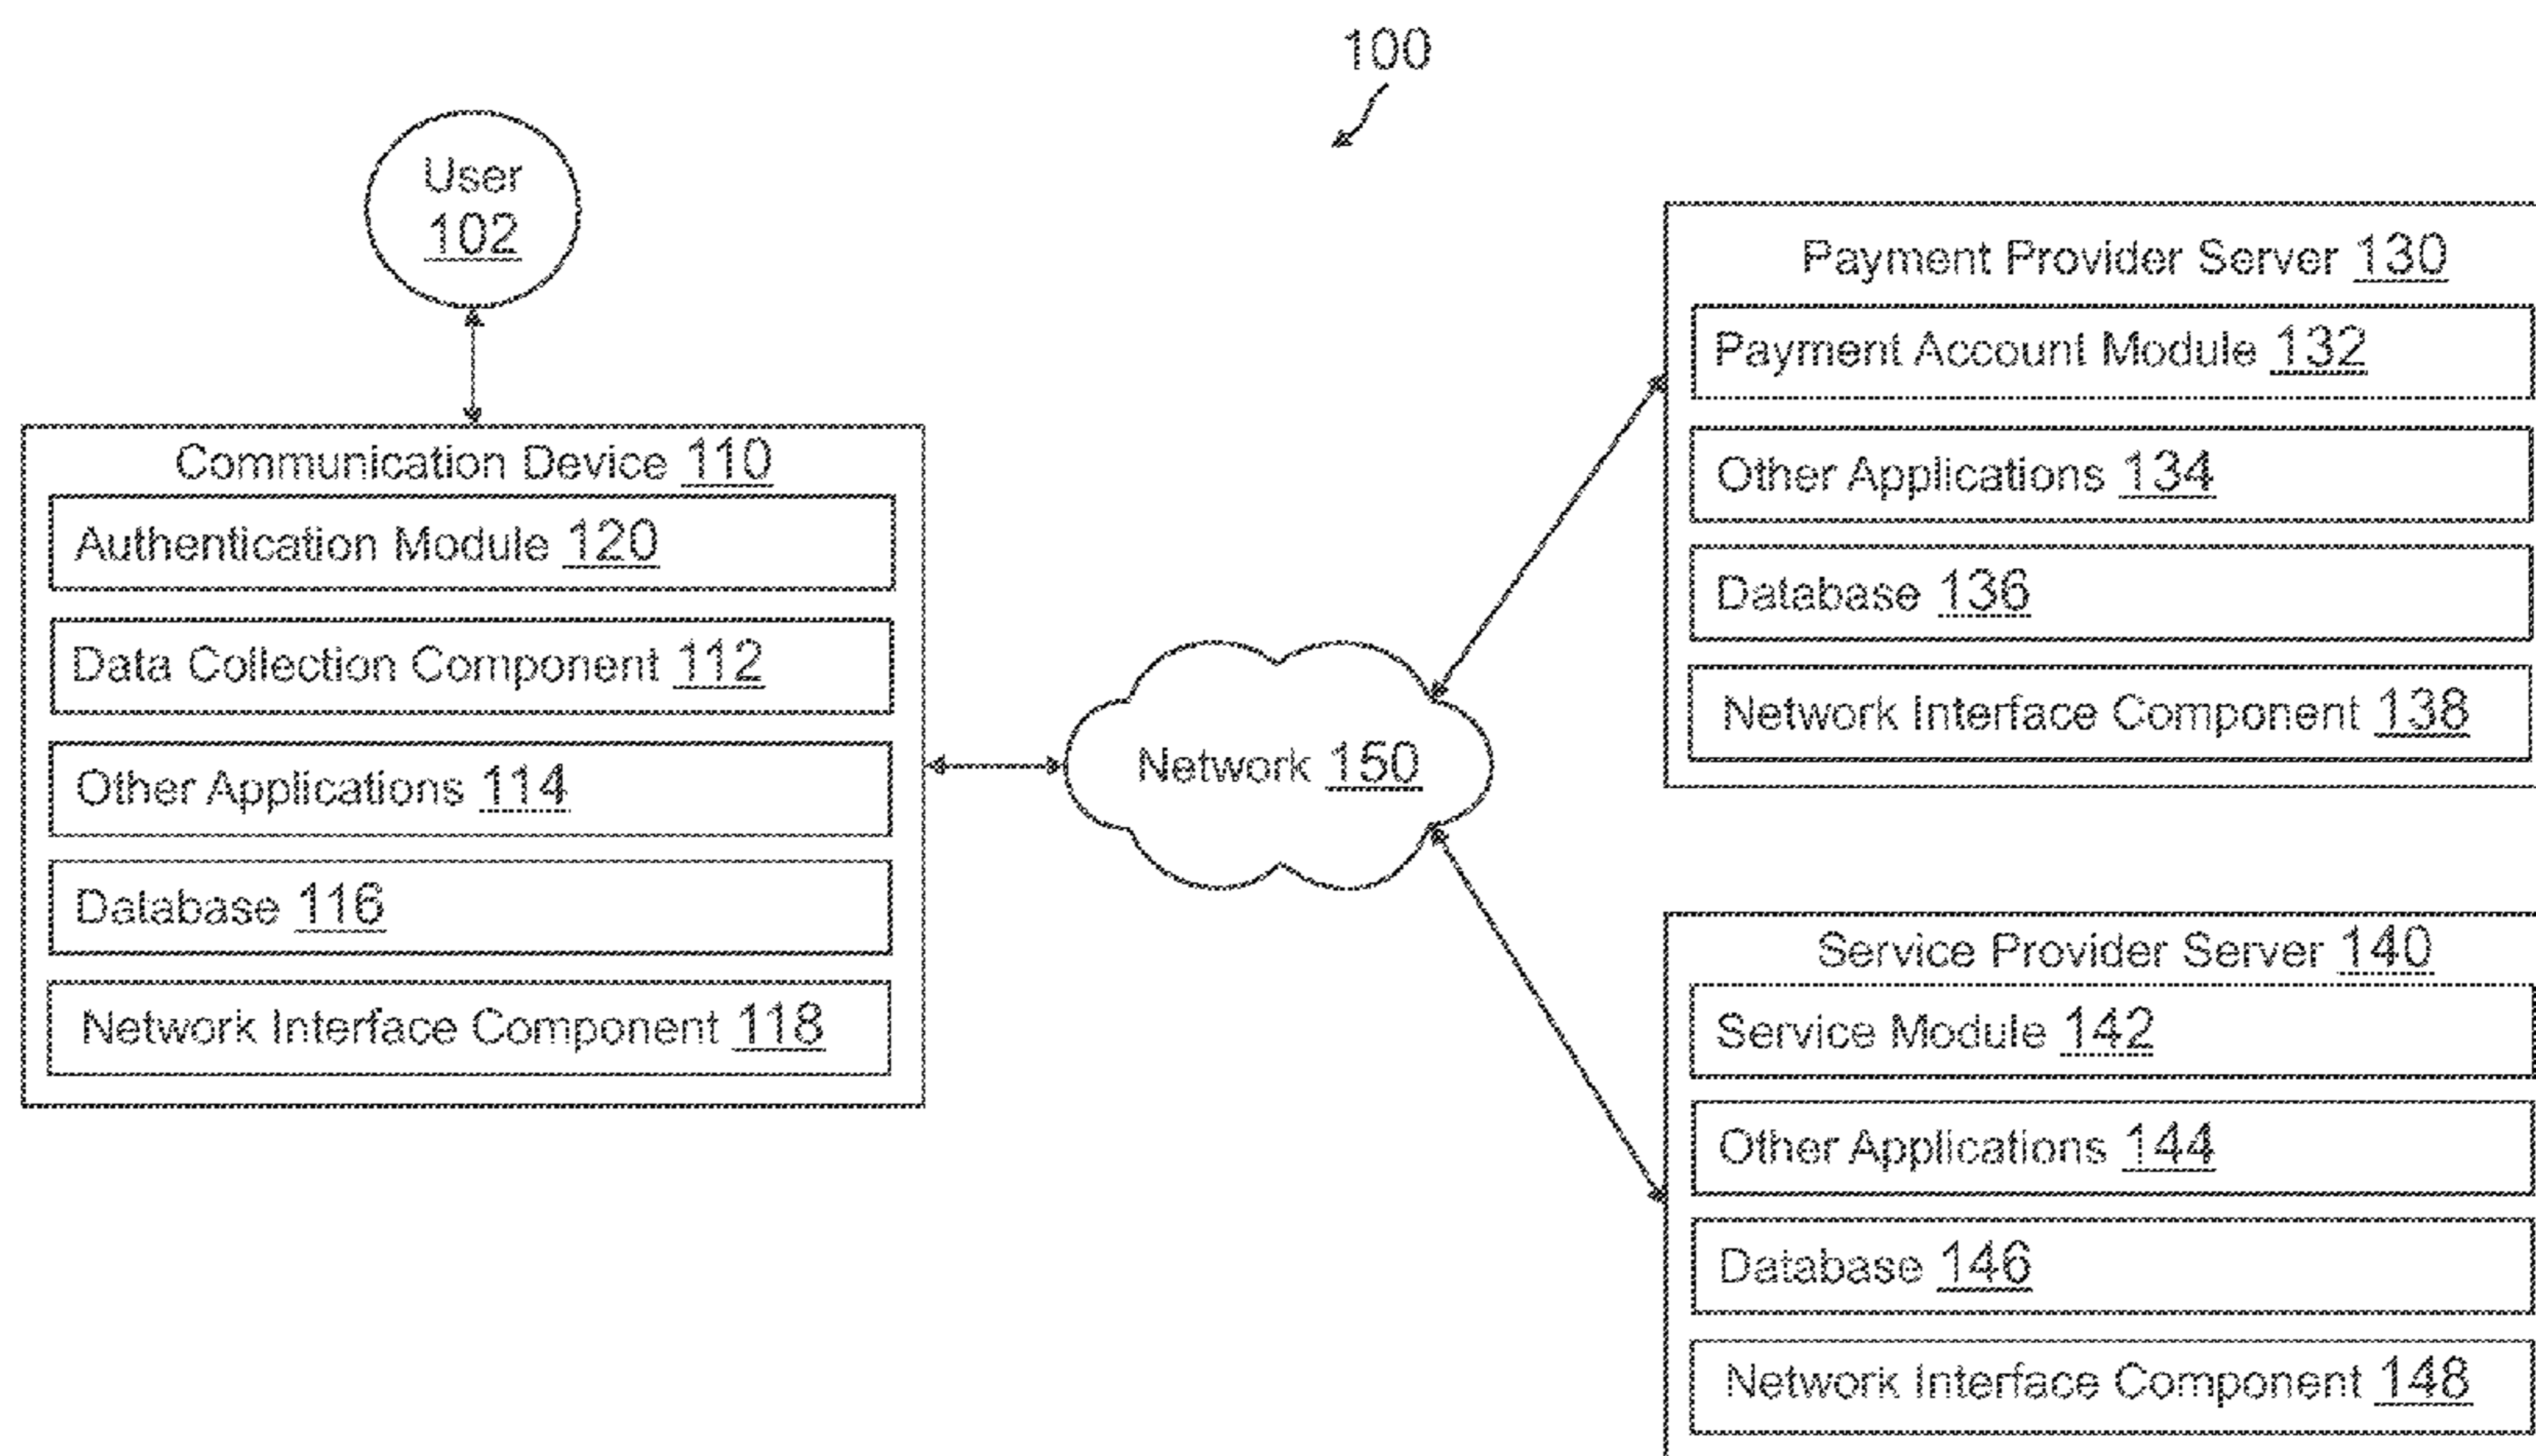 100
User
102
Communication Device 110
Authentication Module 120
Data Collection Component 112
Other Applications 114
Database 116
Network Interface Component 118
Network 150
Payment Provider Server 130
Payment Account Module 132
Other Applications 134
Database 136
Network Interface Component 138
Service Provider Server 140
Service Module 142
Other Applications 144
Database 146
Network Interface Component 148